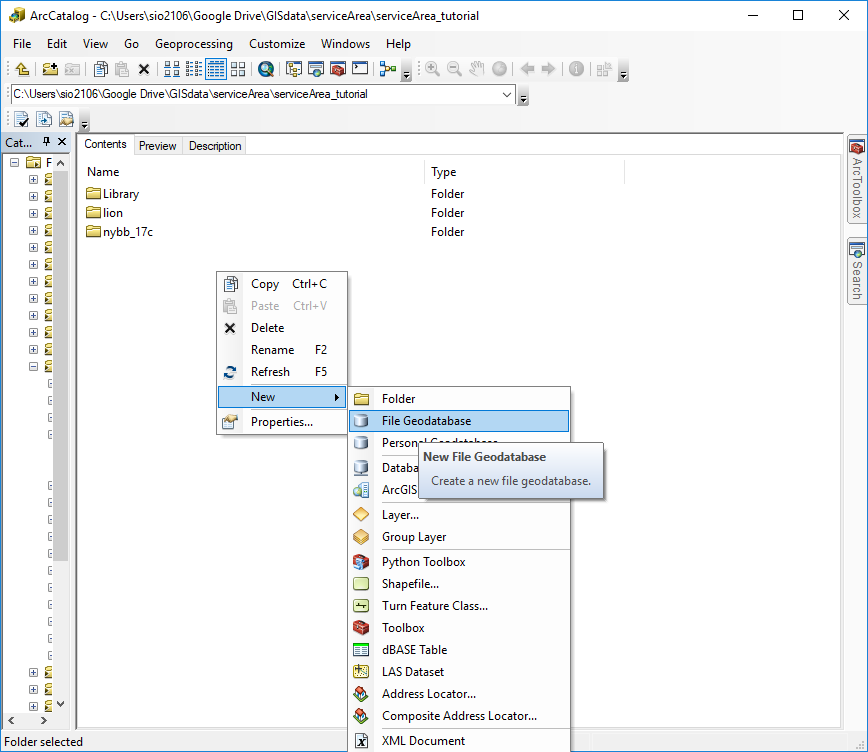 ArcCatalog - C:\Users\sio2106\Google Drive\GISdata\serviceArea\serviceArea_tutorial
File Edit View Go Geoprocessing Customize Windows Help
C:\Users\sio2106\Google Drive\GISdata\serviceArea\serviceArea_tutorial
Cat...
Contents Preview Description
F
Name Type
Library Folder
lion Folder
nybb_17c Folder
Copy Ctrl+C
Paste Ctrl+V
Delete
Rename F2
Refresh F5
New
Properties...
Folder
File Geodatabase
Personal Geodatabase
New File Geodatabase
Create a new file geodatabase.
Databa
ArcGIS
Layer...
Group Layer
Python Toolbox
Shapefile...
Turn Feature Class...
Toolbox
dBASE Table
LAS Dataset
Address Locator...
Composite Address Locator...
XML Document
ArcToolbox
Search
Folder selected